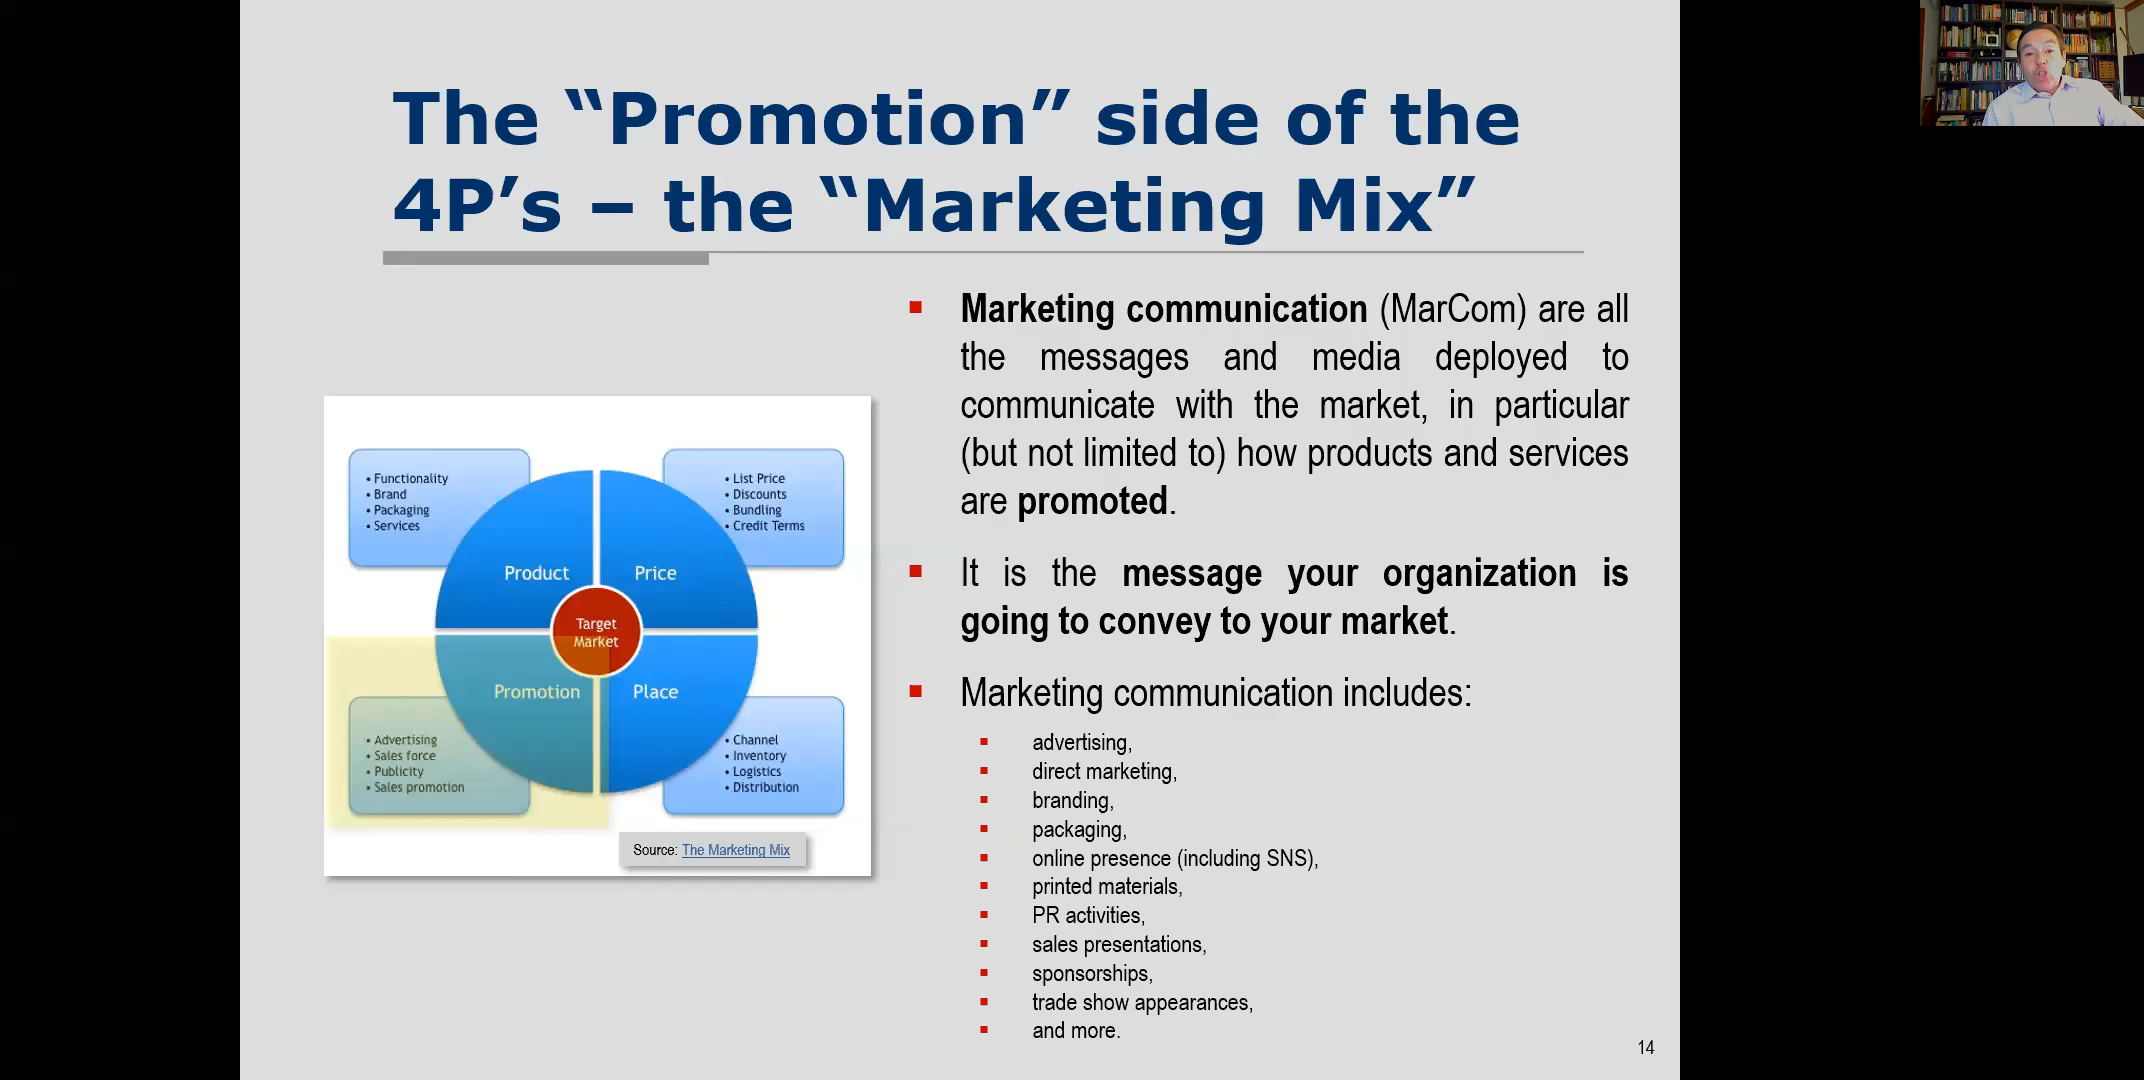 The “Promotion” side of the
4P’s – the “Marketing Mix”
• Functionality
• Brand
• Packaging
• Services
• List Price
• Discounts
• Bundling
• Credit Terms
Product
Price
Target
Market
Promotion
Place
• Advertising
• Sales force
• Publicity
• Sales promotion
• Channel
• Inventory
• Logistics
• Distribution
Source: The Marketing Mix
Marketing communication (MarCom) are all
the messages and media deployed to
communicate with the market, in particular
(but not limited to) how products and services
are promoted.
It is the message your organization is
going to convey to your market.
Marketing communication includes:
advertising,
direct marketing,
branding,
packaging,
online presence (including SNS),
printed materials,
PR activities,
sales presentations,
sponsorships,
trade show appearances,
and more.
14